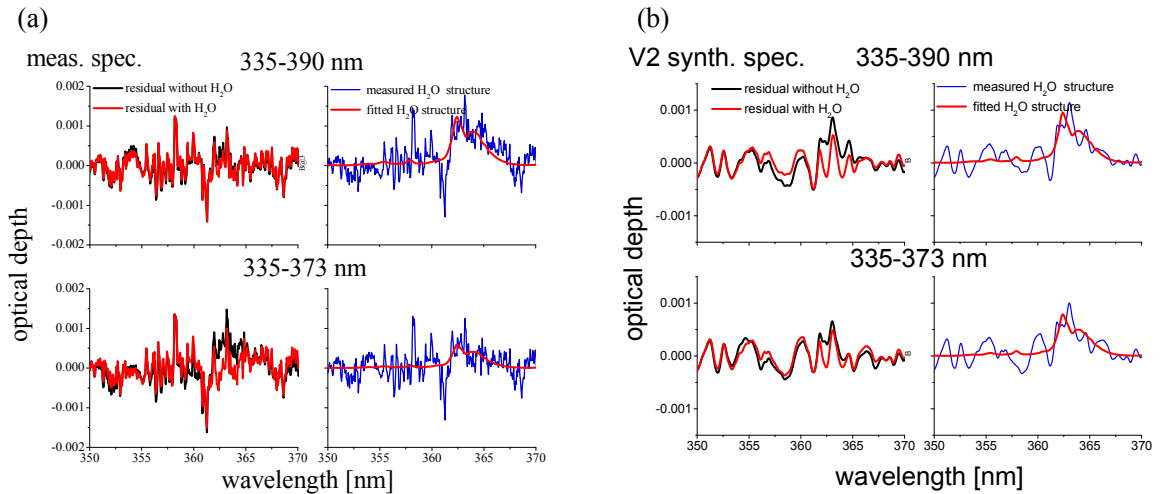 (a)
meas. spec.
335-390 nm
residual without H₂O
residual with H₂O
measured H₂O structure
fitted H₂O structure
0.002
0.001
0.000
-0.001
-0.002
335-373 nm
0.002
0.001
0.000
-0.001
-0.002
350 355 360 365 370
350 355 360 365 370
optical depth
wavelength [nm]
(b)
V2 synth. spec.
335-390 nm
residual without H₂O
residual with H₂O
measured H₂O structure
fitted H₂O structure
0.001
0.000
-0.001
B
335-373 nm
0.001
0.000
-0.001
B
350 355 360 365 370
350 355 360 365 370
optical depth
wavelength [nm]